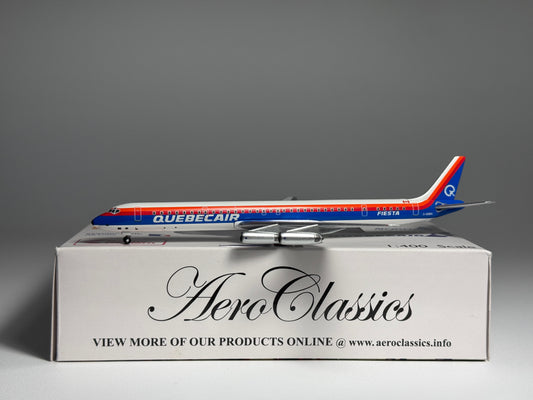 QUEBECAIR
FIESTA
1:400 Scale
AeroClassics
VIEW MORE OF OUR PRODUCTS ONLINE @ www.aeroclassics.info